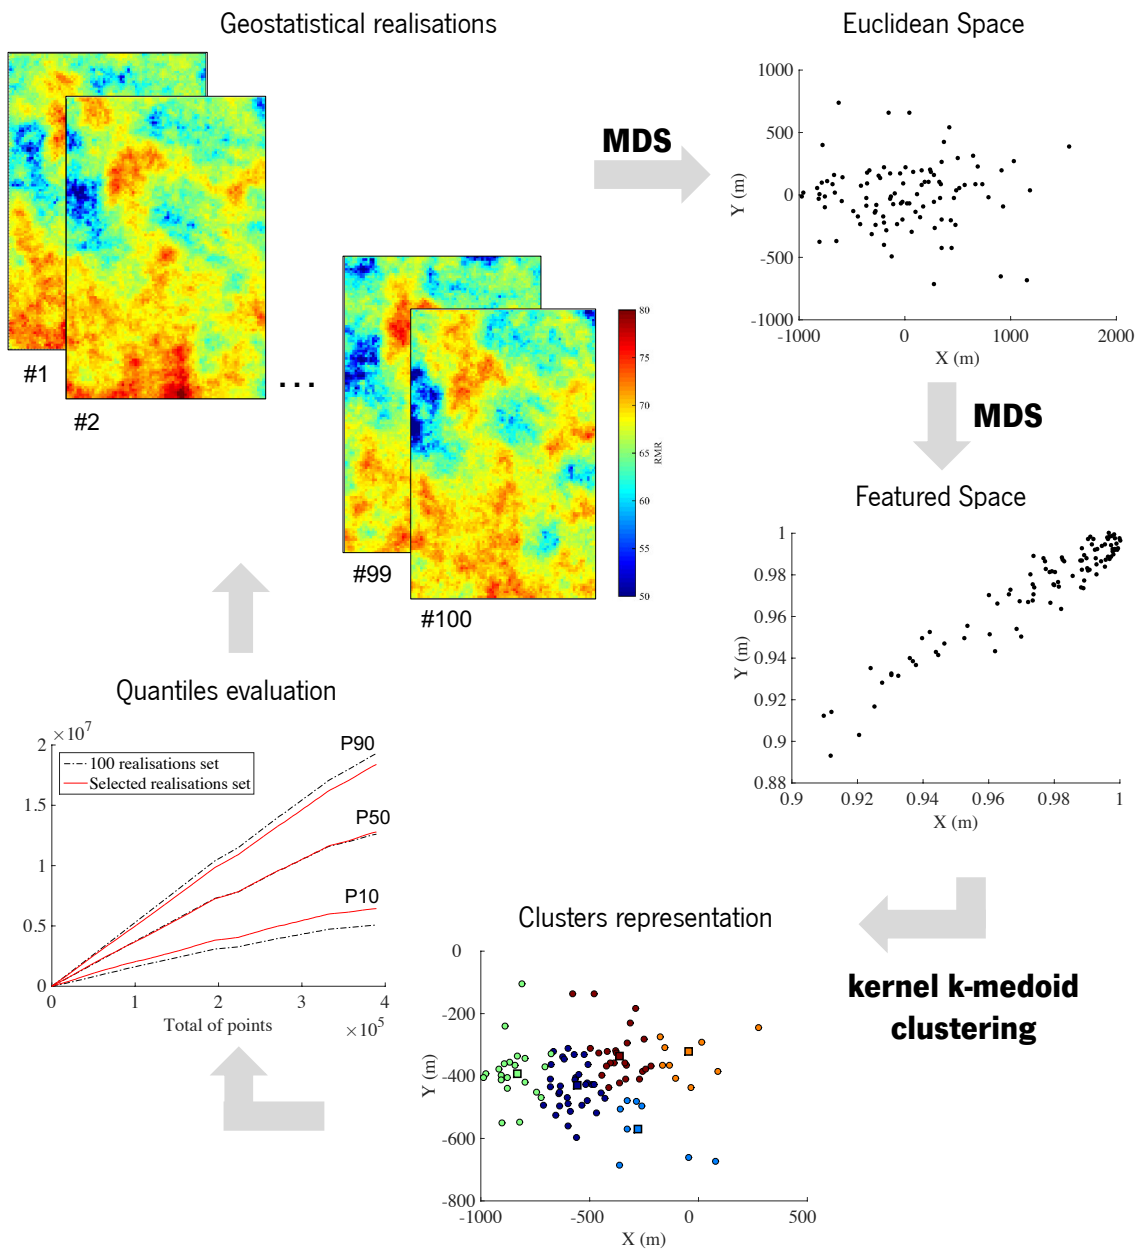 Geostatistical realisations
#1
#2
...
#99
#100
80
75
70
65
60
55
50
RMR
MDS
Euclidean Space
1000
500
0
-500
-1000
Y (m)
-1000
0
1000
2000
X (m)
MDS
Featured Space
1
0.98
0.96
0.94
0.92
0.9
0.88
Y (m)
0.9
0.92
0.94
0.96
0.98
1
X (m)
kernel k-medoid
clustering
Clusters representation
0
-200
-400
-600
-800
Y (m)
-1000
-500
0
500
X (m)
Quantiles evaluation
×10⁷
2
1.5
1
0.5
0
100 realisations set
Selected realisations set
P90
P50
P10
0
1
2
3
4
Total of points
×10⁵